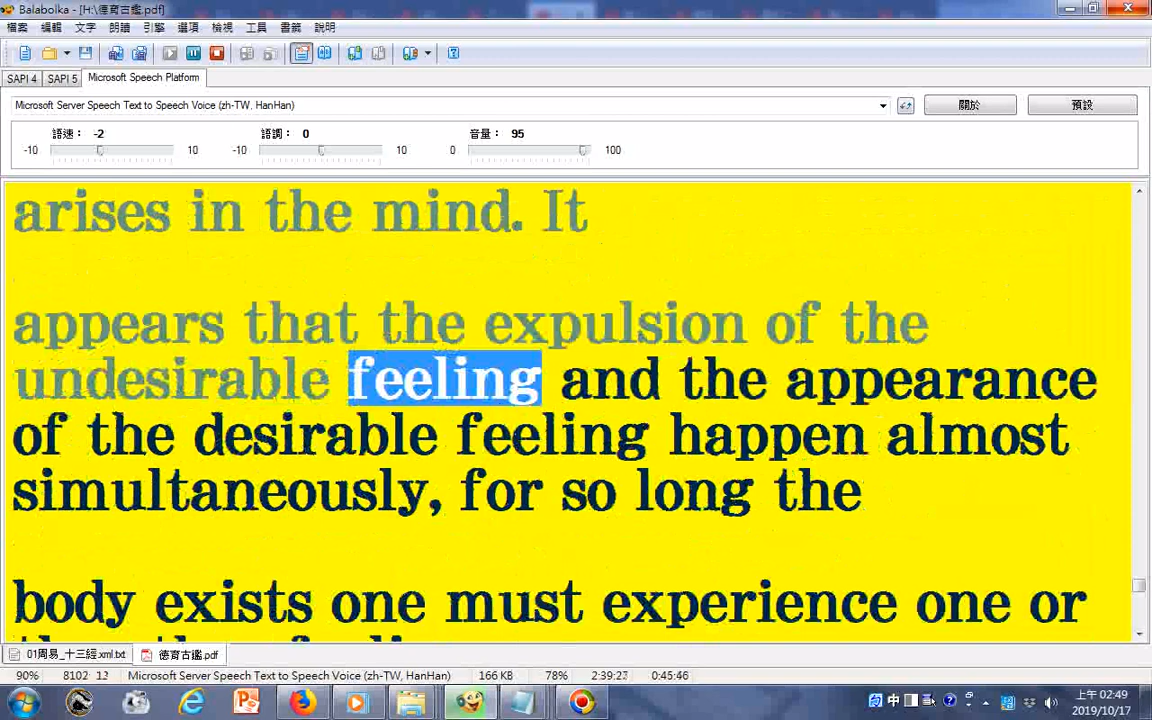 Balabolka - [H:\德育古鑑.pdf]
檔案 編輯 文字 朗讀 引擎 選項 檢視 工具 書籤 說明
SAPI 4 SAPI 5 Microsoft Speech Platform
Microsoft Server Speech Text to Speech Voice (zh-TW, HanHan) 關於 預設
語速： -2 語調： 0 音量： 95
-10 10 -10 10 0 100
arises in the mind. It
appears that the expulsion of the
undesirable feeling and the appearance
of the desirable feeling happen almost
simultaneously, for so long the
body exists one must experience one or
01周易_十三經.xml.txt 德育古鑑.pdf
90% 8102 12 Microsoft Server Speech Text to Speech Voice (zh-TW, HanHan) 166 KB 78% 2:39:23 0:45:46
中 上午 02:49
2019/10/17